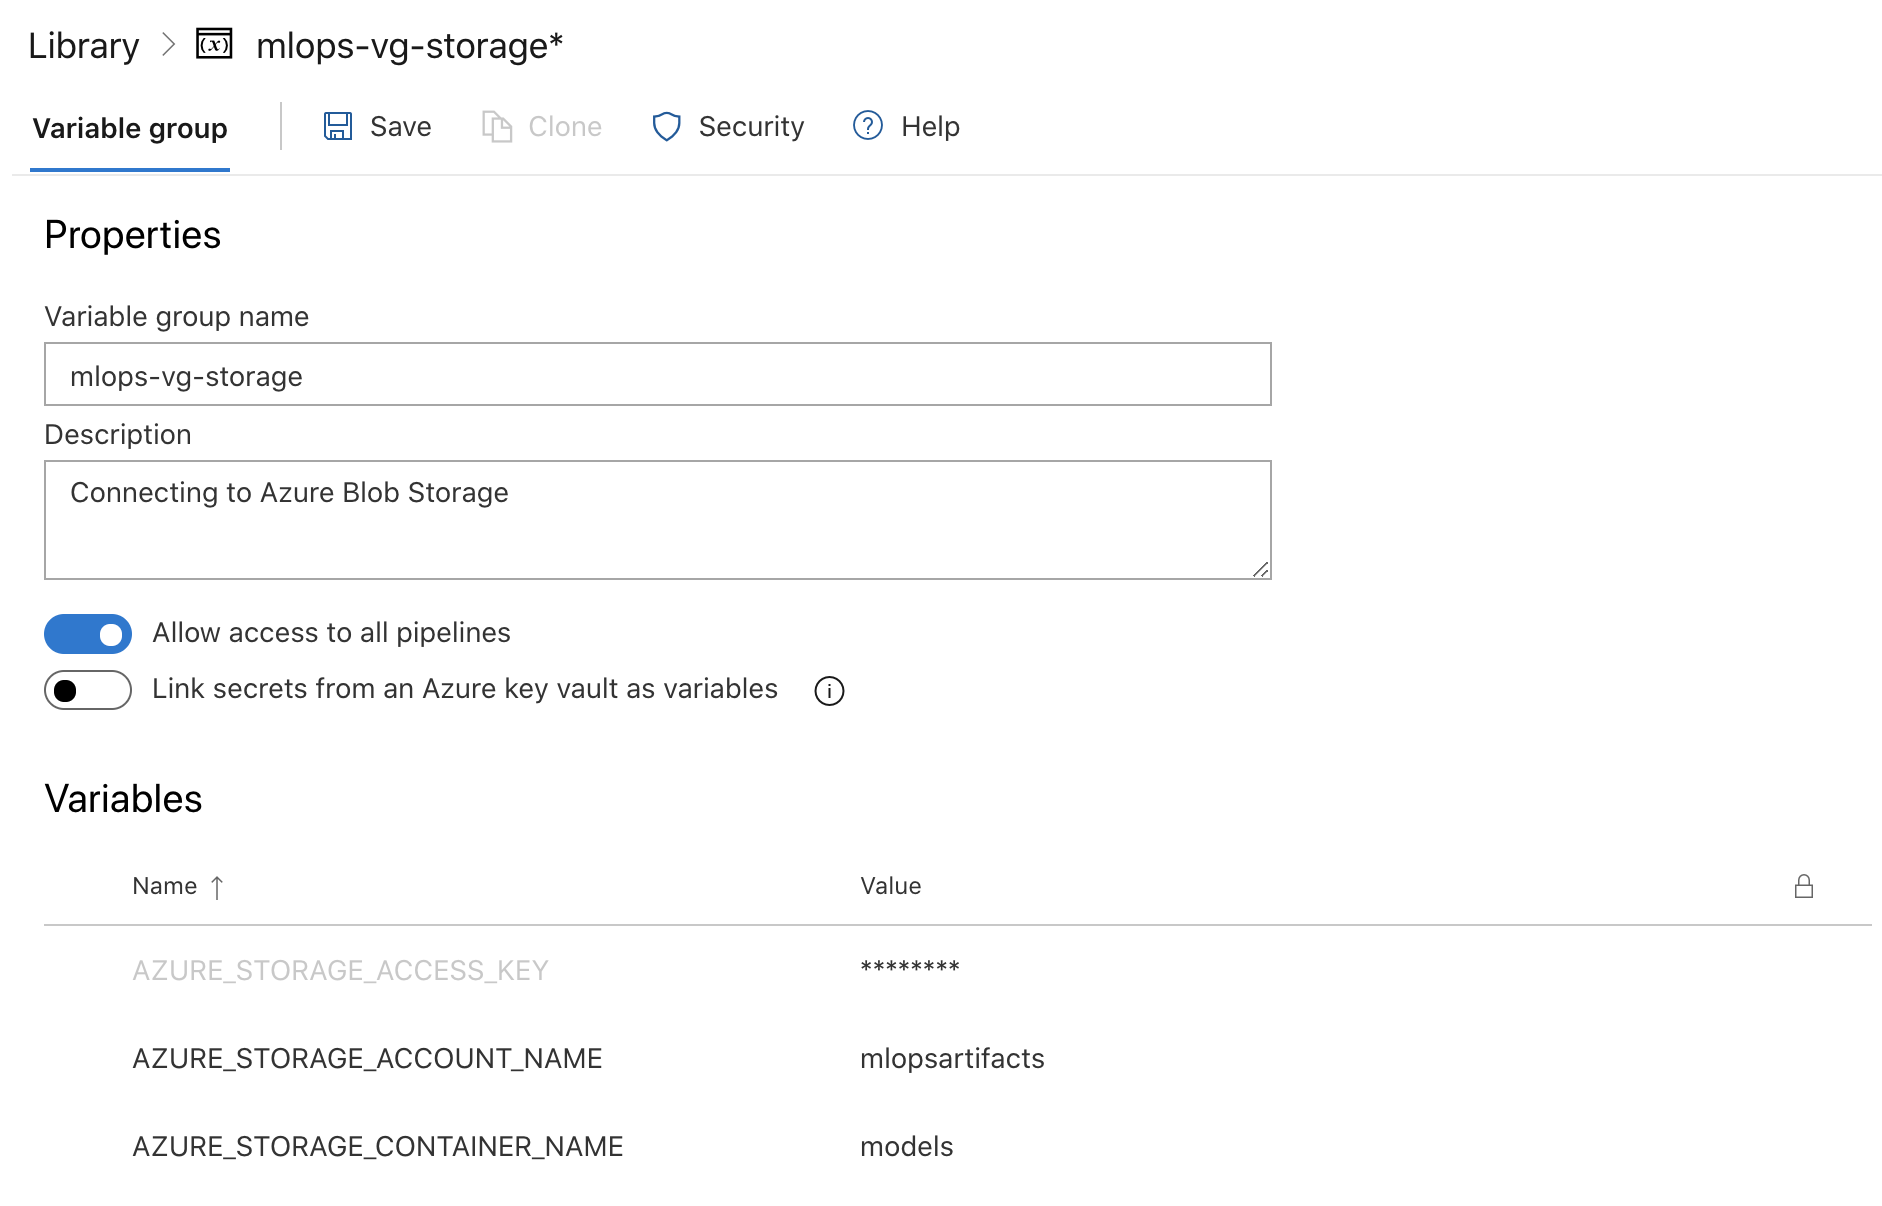 Library > (x) mlops-vg-storage*
Variable group Save Clone Security ? Help
Properties
Variable group name
mlops-vg-storage
Description
Connecting to Azure Blob Storage
Allow access to all pipelines
Link secrets from an Azure key vault as variables i
Variables
Name ↑ Value
AZURE_STORAGE_ACCESS_KEY ********
AZURE_STORAGE_ACCOUNT_NAME mlopsartifacts
AZURE_STORAGE_CONTAINER_NAME models